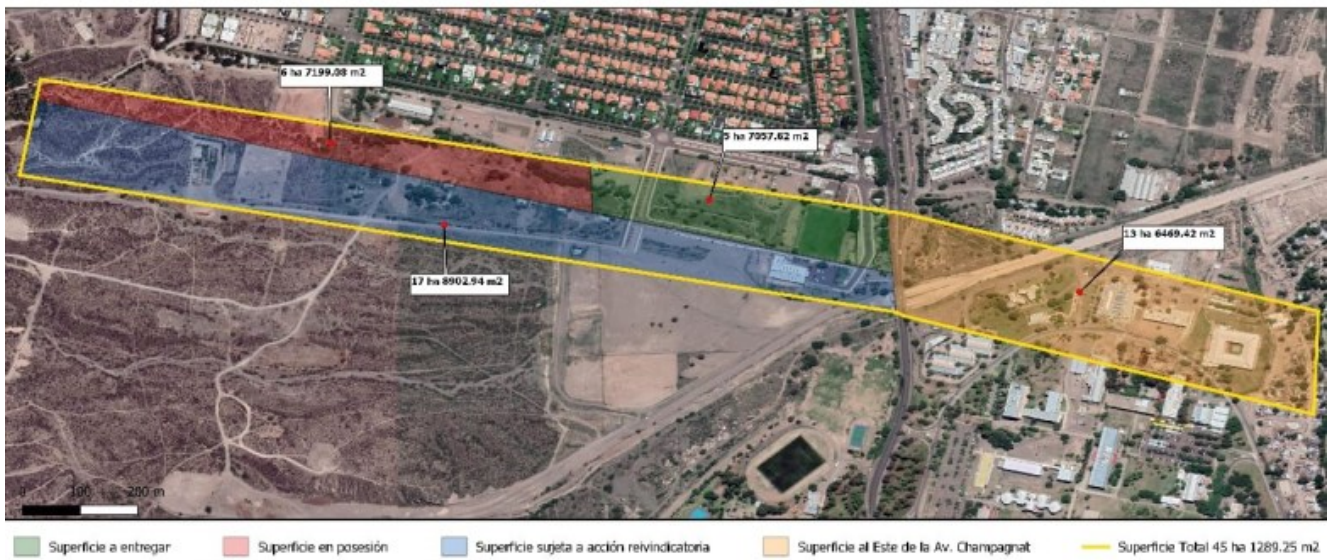 6 ha 7199.08 m2
5 ha 7057.62 m2
13 ha 6469.42 m2
17 ha 8902.94 m2
0 100 200 m
Superficie a entregar Superficie en posesión Superficie sujeta a acción reivindicatoria Superficie al Este de la Av. Champagnat Superficie Total 45 ha 1289.25 m2